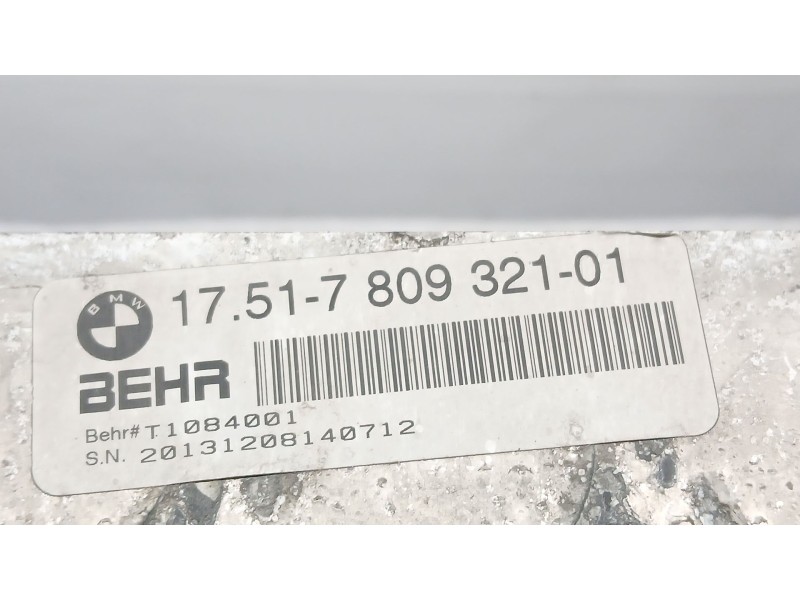 BMW 17.51-7 809 321-01
BEHR
Behr# T1084001
S.N. 20131208140712